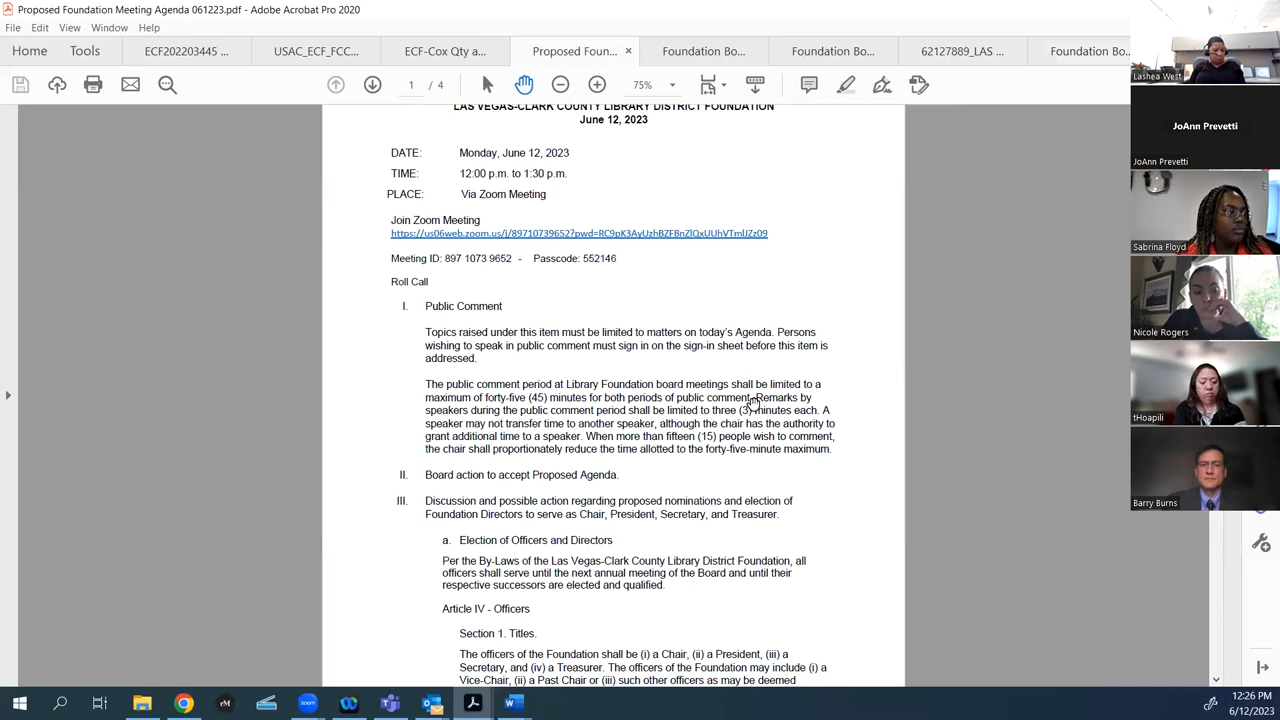 Proposed Foundation Meeting Agenda 061223.pdf - Adobe Acrobat Pro 2020
File Edit View Window Help
Home Tools ECF202203445 ... USAC_ECF_FCC... ECF-Cox Qty a... Proposed Foun... × Foundation Bo... Foundation Bo... 62127889_LAS ... Foundation Bo...
1 / 4 75%
LAS VEGAS-CLARK COUNTY LIBRARY DISTRICT FOUNDATION
June 12, 2023
DATE: Monday, June 12, 2023
TIME: 12:00 p.m. to 1:30 p.m.
PLACE: Via Zoom Meeting
Join Zoom Meeting
https://us06web.zoom.us/j/89710739652?pwd=RC9pK3AyUzhBZFBnZlQxUUhVTmlJZz09
Meeting ID: 897 1073 9652 - Passcode: 552146
Roll Call
I. Public Comment
Topics raised under this item must be limited to matters on today's Agenda. Persons
wishing to speak in public comment must sign in on the sign-in sheet before this item is
addressed.
The public comment period at Library Foundation board meetings shall be limited to a
maximum of forty-five (45) minutes for both periods of public comment. Remarks by
speakers during the public comment period shall be limited to three (3) minutes each. A
speaker may not transfer time to another speaker, although the chair has the authority to
grant additional time to a speaker. When more than fifteen (15) people wish to comment,
the chair shall proportionately reduce the time allotted to the forty-five-minute maximum.
II. Board action to accept Proposed Agenda.
III. Discussion and possible action regarding proposed nominations and election of
Foundation Directors to serve as Chair, President, Secretary, and Treasurer.
a. Election of Officers and Directors
Per the By-Laws of the Las Vegas-Clark County Library District Foundation, all
officers shall serve until the next annual meeting of the Board and until their
respective successors are elected and qualified.
Article IV - Officers
Section 1. Titles.
The officers of the Foundation shall be (i) a Chair, (ii) a President, (iii) a
Secretary, and (iv) a Treasurer. The officers of the Foundation may include (i) a
Vice-Chair, (ii) a Past Chair or (iii) such other officers as may be deemed
Lashea West
JoAnn Prevetti
JoAnn Prevetti
Sabrina Floyd
Nicole Rogers
tHoapili
Barry Burns
rM
zoom
12:26 PM
6/12/2023